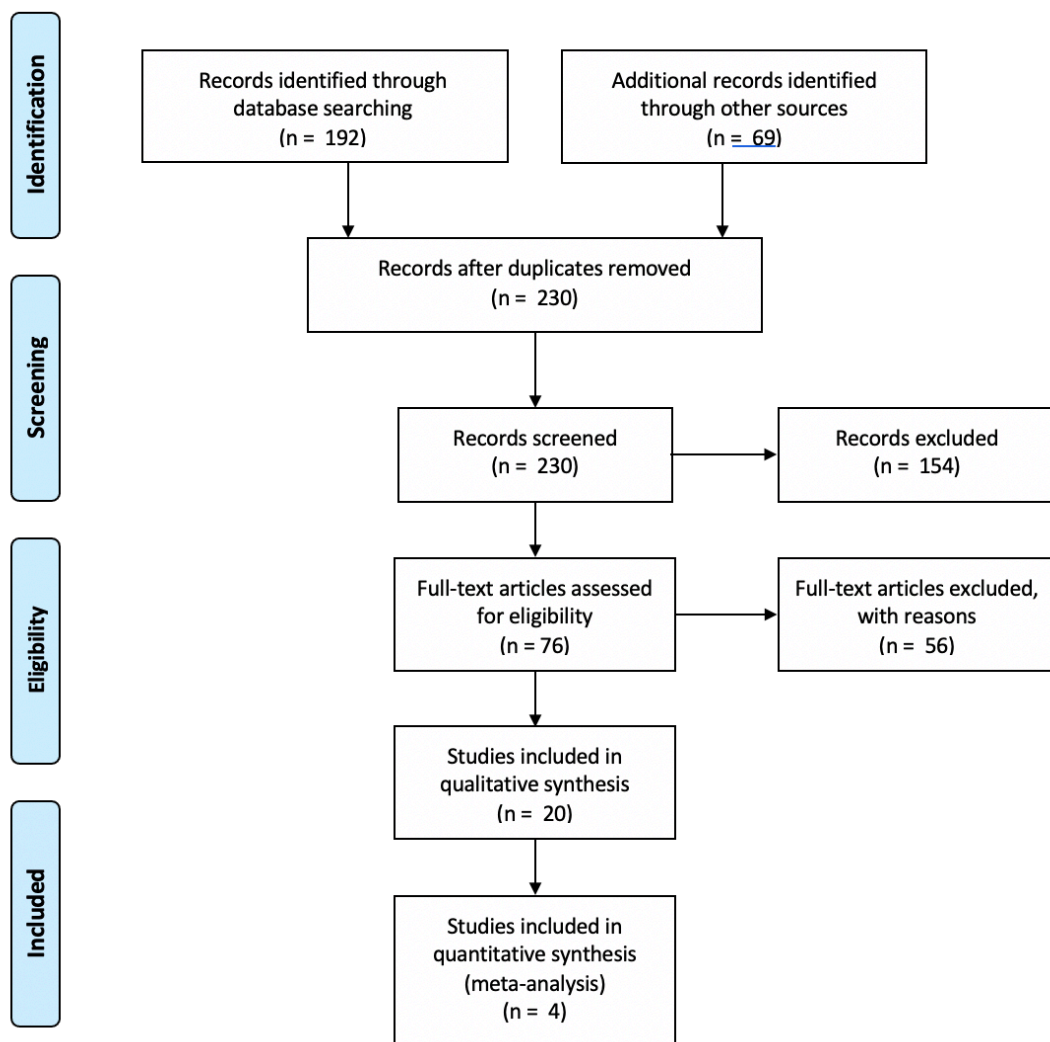 Identification
Records identified through
database searching
(n = 192)
Additional records identified
through other sources
(n = 69)
Records after duplicates removed
(n = 230)
Screening
Records screened
(n = 230)
Records excluded
(n = 154)
Eligibility
Full-text articles assessed
for eligibility
(n = 76)
Full-text articles excluded,
with reasons
(n = 56)
Studies included in
qualitative synthesis
(n = 20)
Included
Studies included in
quantitative synthesis
(meta-analysis)
(n = 4)